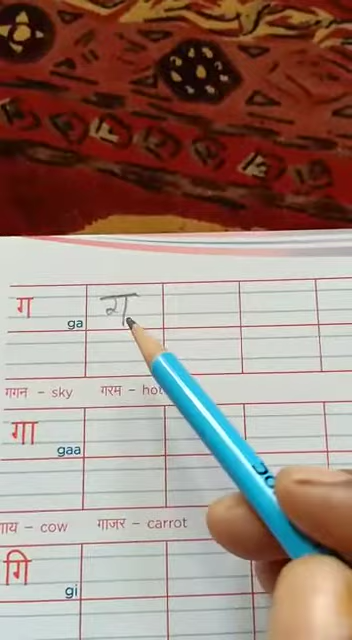 ग ga ग
गगन - sky गरम - hot
गा gaa
गाय - cow गाजर - carrot
गि gi